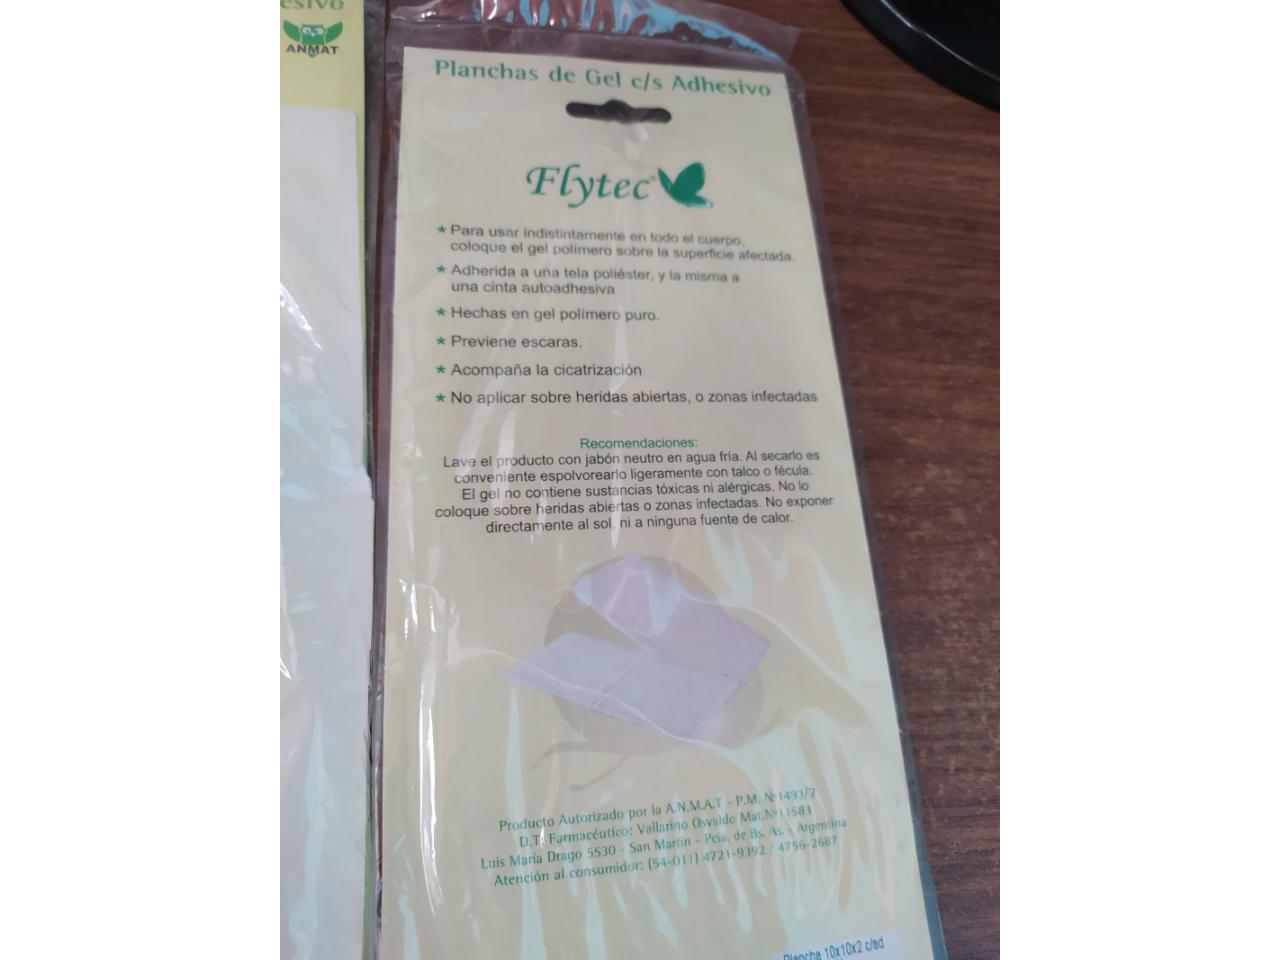 esivo
ANMAT
Planchas de Gel c/s Adhesivo
Flytec®
* Para usar indistintamente en todo el cuerpo,
coloque el gel polímero sobre la superficie afectada.
* Adherida a una tela poliéster, y la misma a
una cinta autoadhesiva
* Hechas en gel polímero puro.
* Previene escaras.
* Acompaña la cicatrización
* No aplicar sobre heridas abiertas, o zonas infectadas
Recomendaciones:
Lave el producto con jabón neutro en agua fría. Al secarlo es
conveniente espolvorearlo ligeramente con talco o fécula.
El gel no contiene sustancias tóxicas ni alérgicas. No lo
coloque sobre heridas abiertas o zonas infectadas. No exponer
directamente al sol, ni a ninguna fuente de calor.
Producto Autorizado por la A.N.M.A.T - P.M. Nº 1493/7
D.T: Farmacéutico: Vallarino Osvaldo Mat.Nº 11583
Luis María Drago 5530 - San Martín - Pcia. de Bs. As. - Argentina
Atención al consumidor: (54-011) 4721-9392 / 4756-2687
Plancha 10x10x2 c/ad